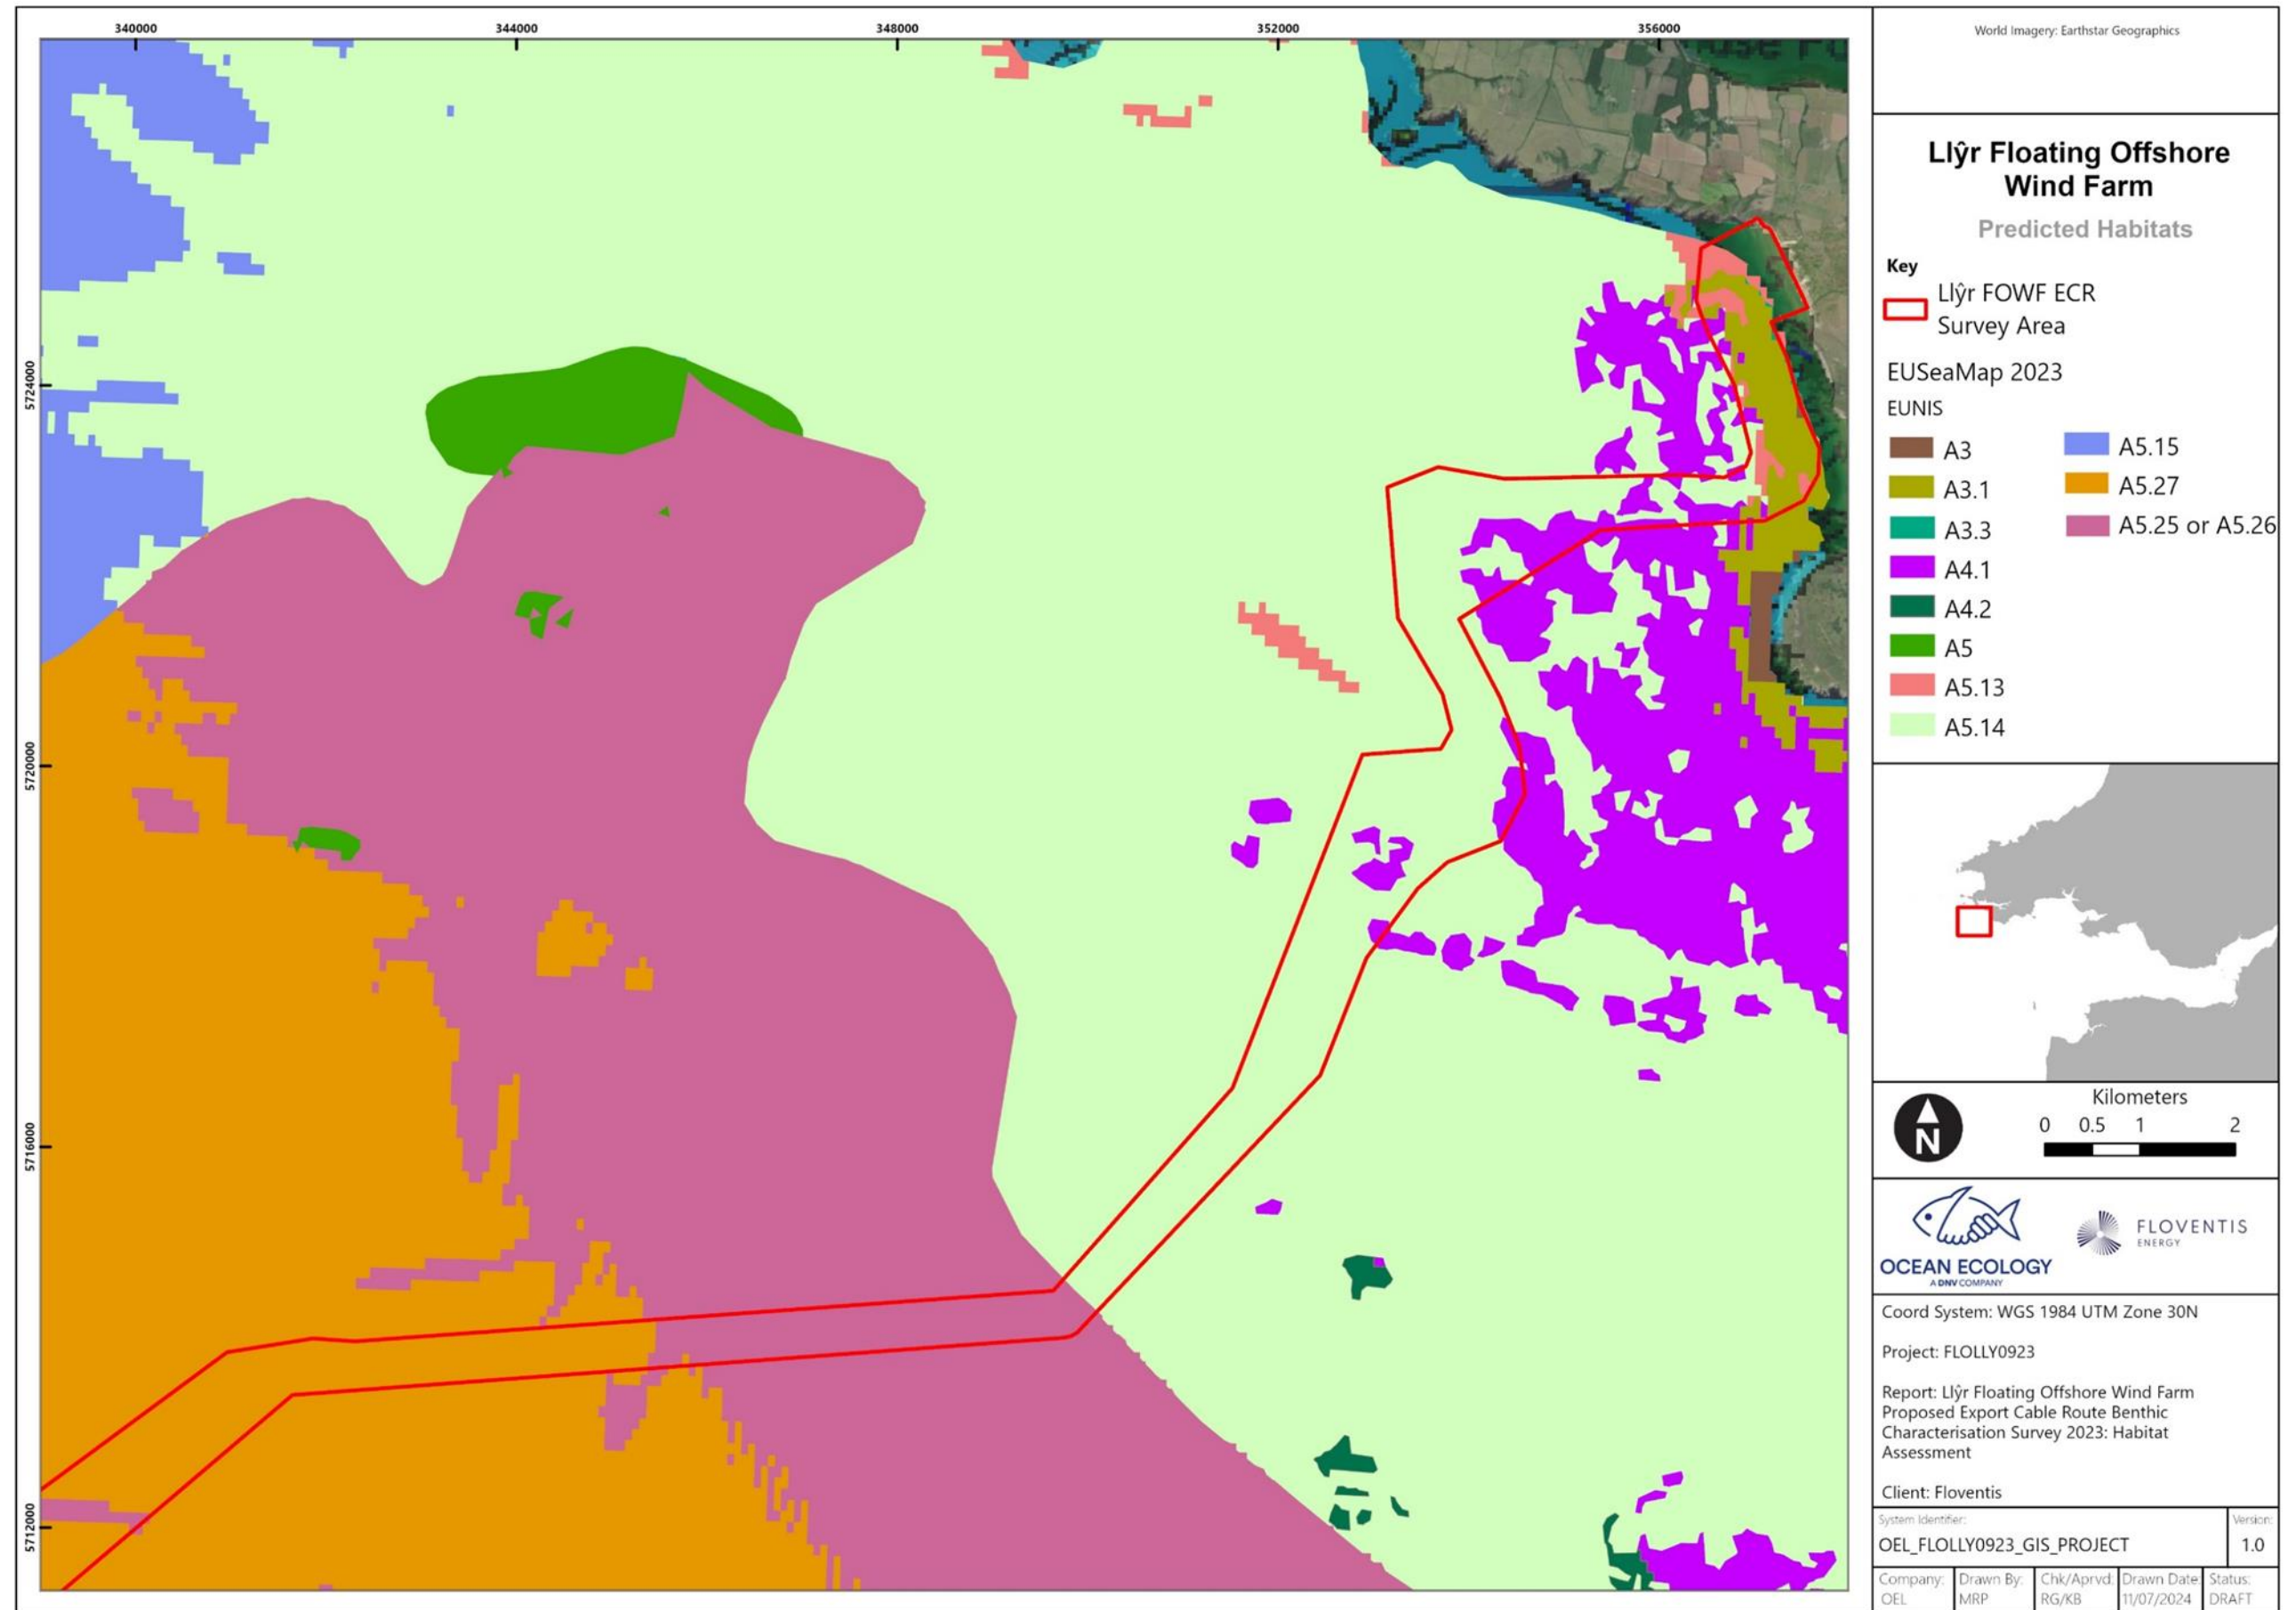 340000 344000 348000 352000 356000
5724000
5720000
5716000
5712000
World Imagery: Earthstar Geographics
Llŷr Floating Offshore
Wind Farm
Predicted Habitats
Key
Llŷr FOWF ECR
Survey Area
EUSeaMap 2023
EUNIS
A3
A3.1
A3.3
A4.1
A4.2
A5
A5.13
A5.14
A5.15
A5.27
A5.25 or A5.26
Kilometers
0 0.5 1 2
N
OCEAN ECOLOGY
A DNV COMPANY
FLOVENTIS
ENERGY
Coord System: WGS 1984 UTM Zone 30N
Project: FLOLLY0923
Report: Llŷr Floating Offshore Wind Farm
Proposed Export Cable Route Benthic
Characterisation Survey 2023: Habitat
Assessment
Client: Floventis
System Identifier:
OEL_FLOLLY0923_GIS_PROJECT
Version:
1.0
Company:
OEL
Drawn By:
MRP
Chk/Aprvd:
RG/KB
Drawn Date:
11/07/2024
Status:
DRAFT